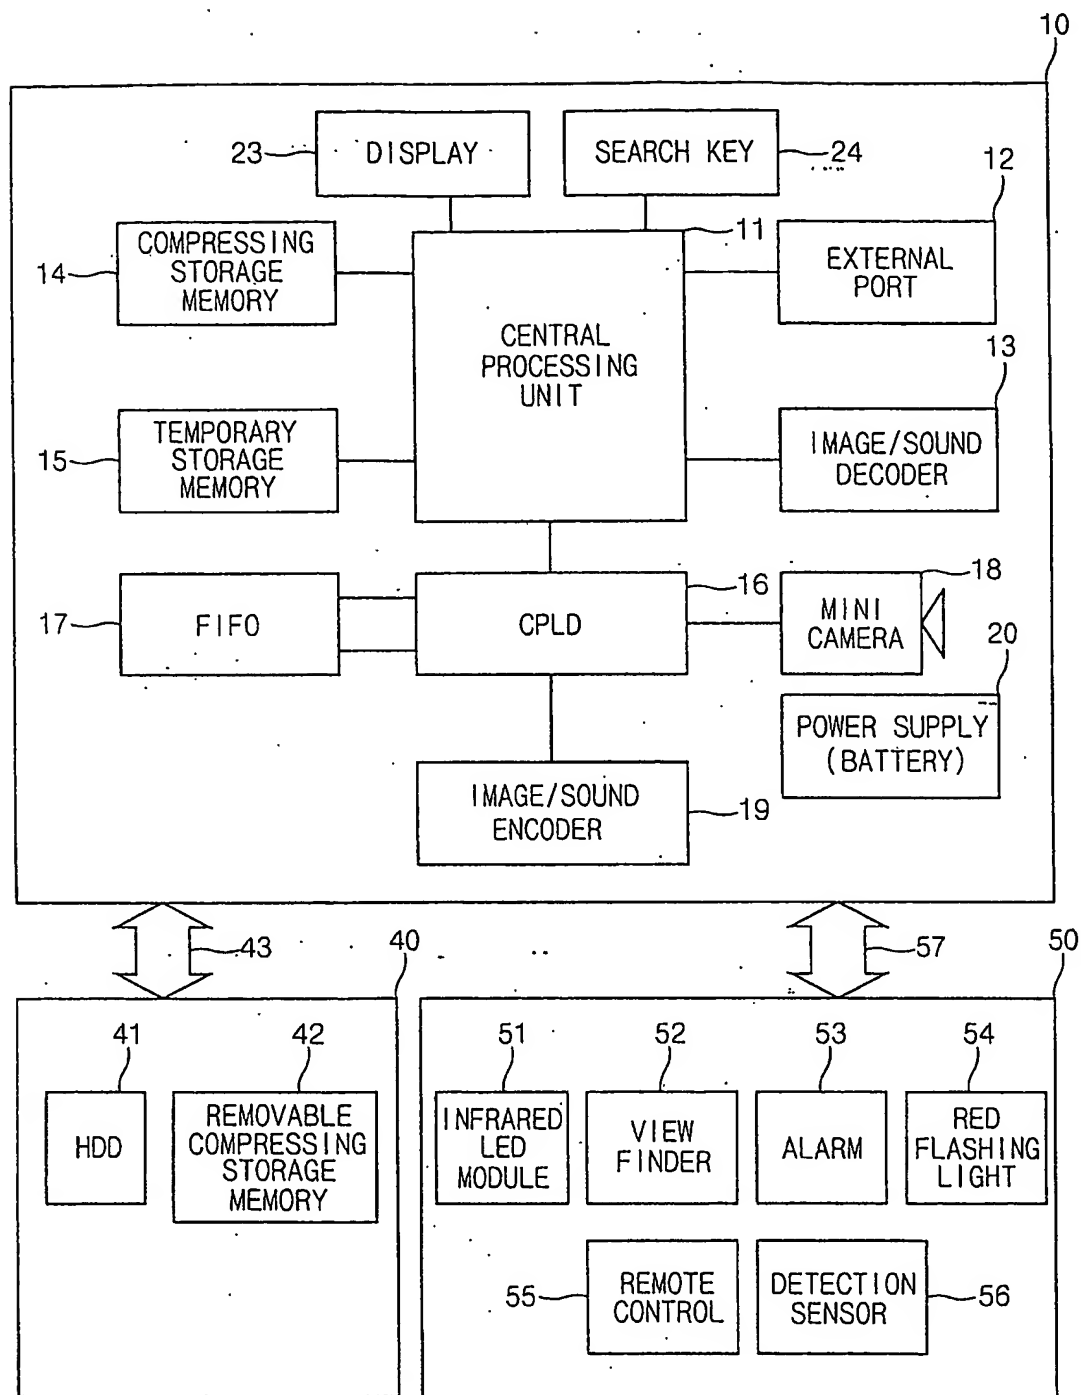 10
23
DISPLAY
SEARCH KEY
24
12
11
14
COMPRESSING
STORAGE
MEMORY
EXTERNAL
PORT
CENTRAL
PROCESSING
UNIT
13
15
TEMPORARY
STORAGE
MEMORY
IMAGE/SOUND
DECODER
17
FIFO
CPLD
16
MINI
CAMERA
18
20
POWER SUPPLY
(BATTERY)
IMAGE/SOUND
ENCODER
19
43
40
57
50
41
42
51
52
53
54
HDD
REMOVABLE
COMPRESSING
STORAGE
MEMORY
INFRARED
LED
MODULE
VIEW
FINDER
ALARM
RED
FLASHING
LIGHT
55
REMOTE
CONTROL
DETECTION
SENSOR
56